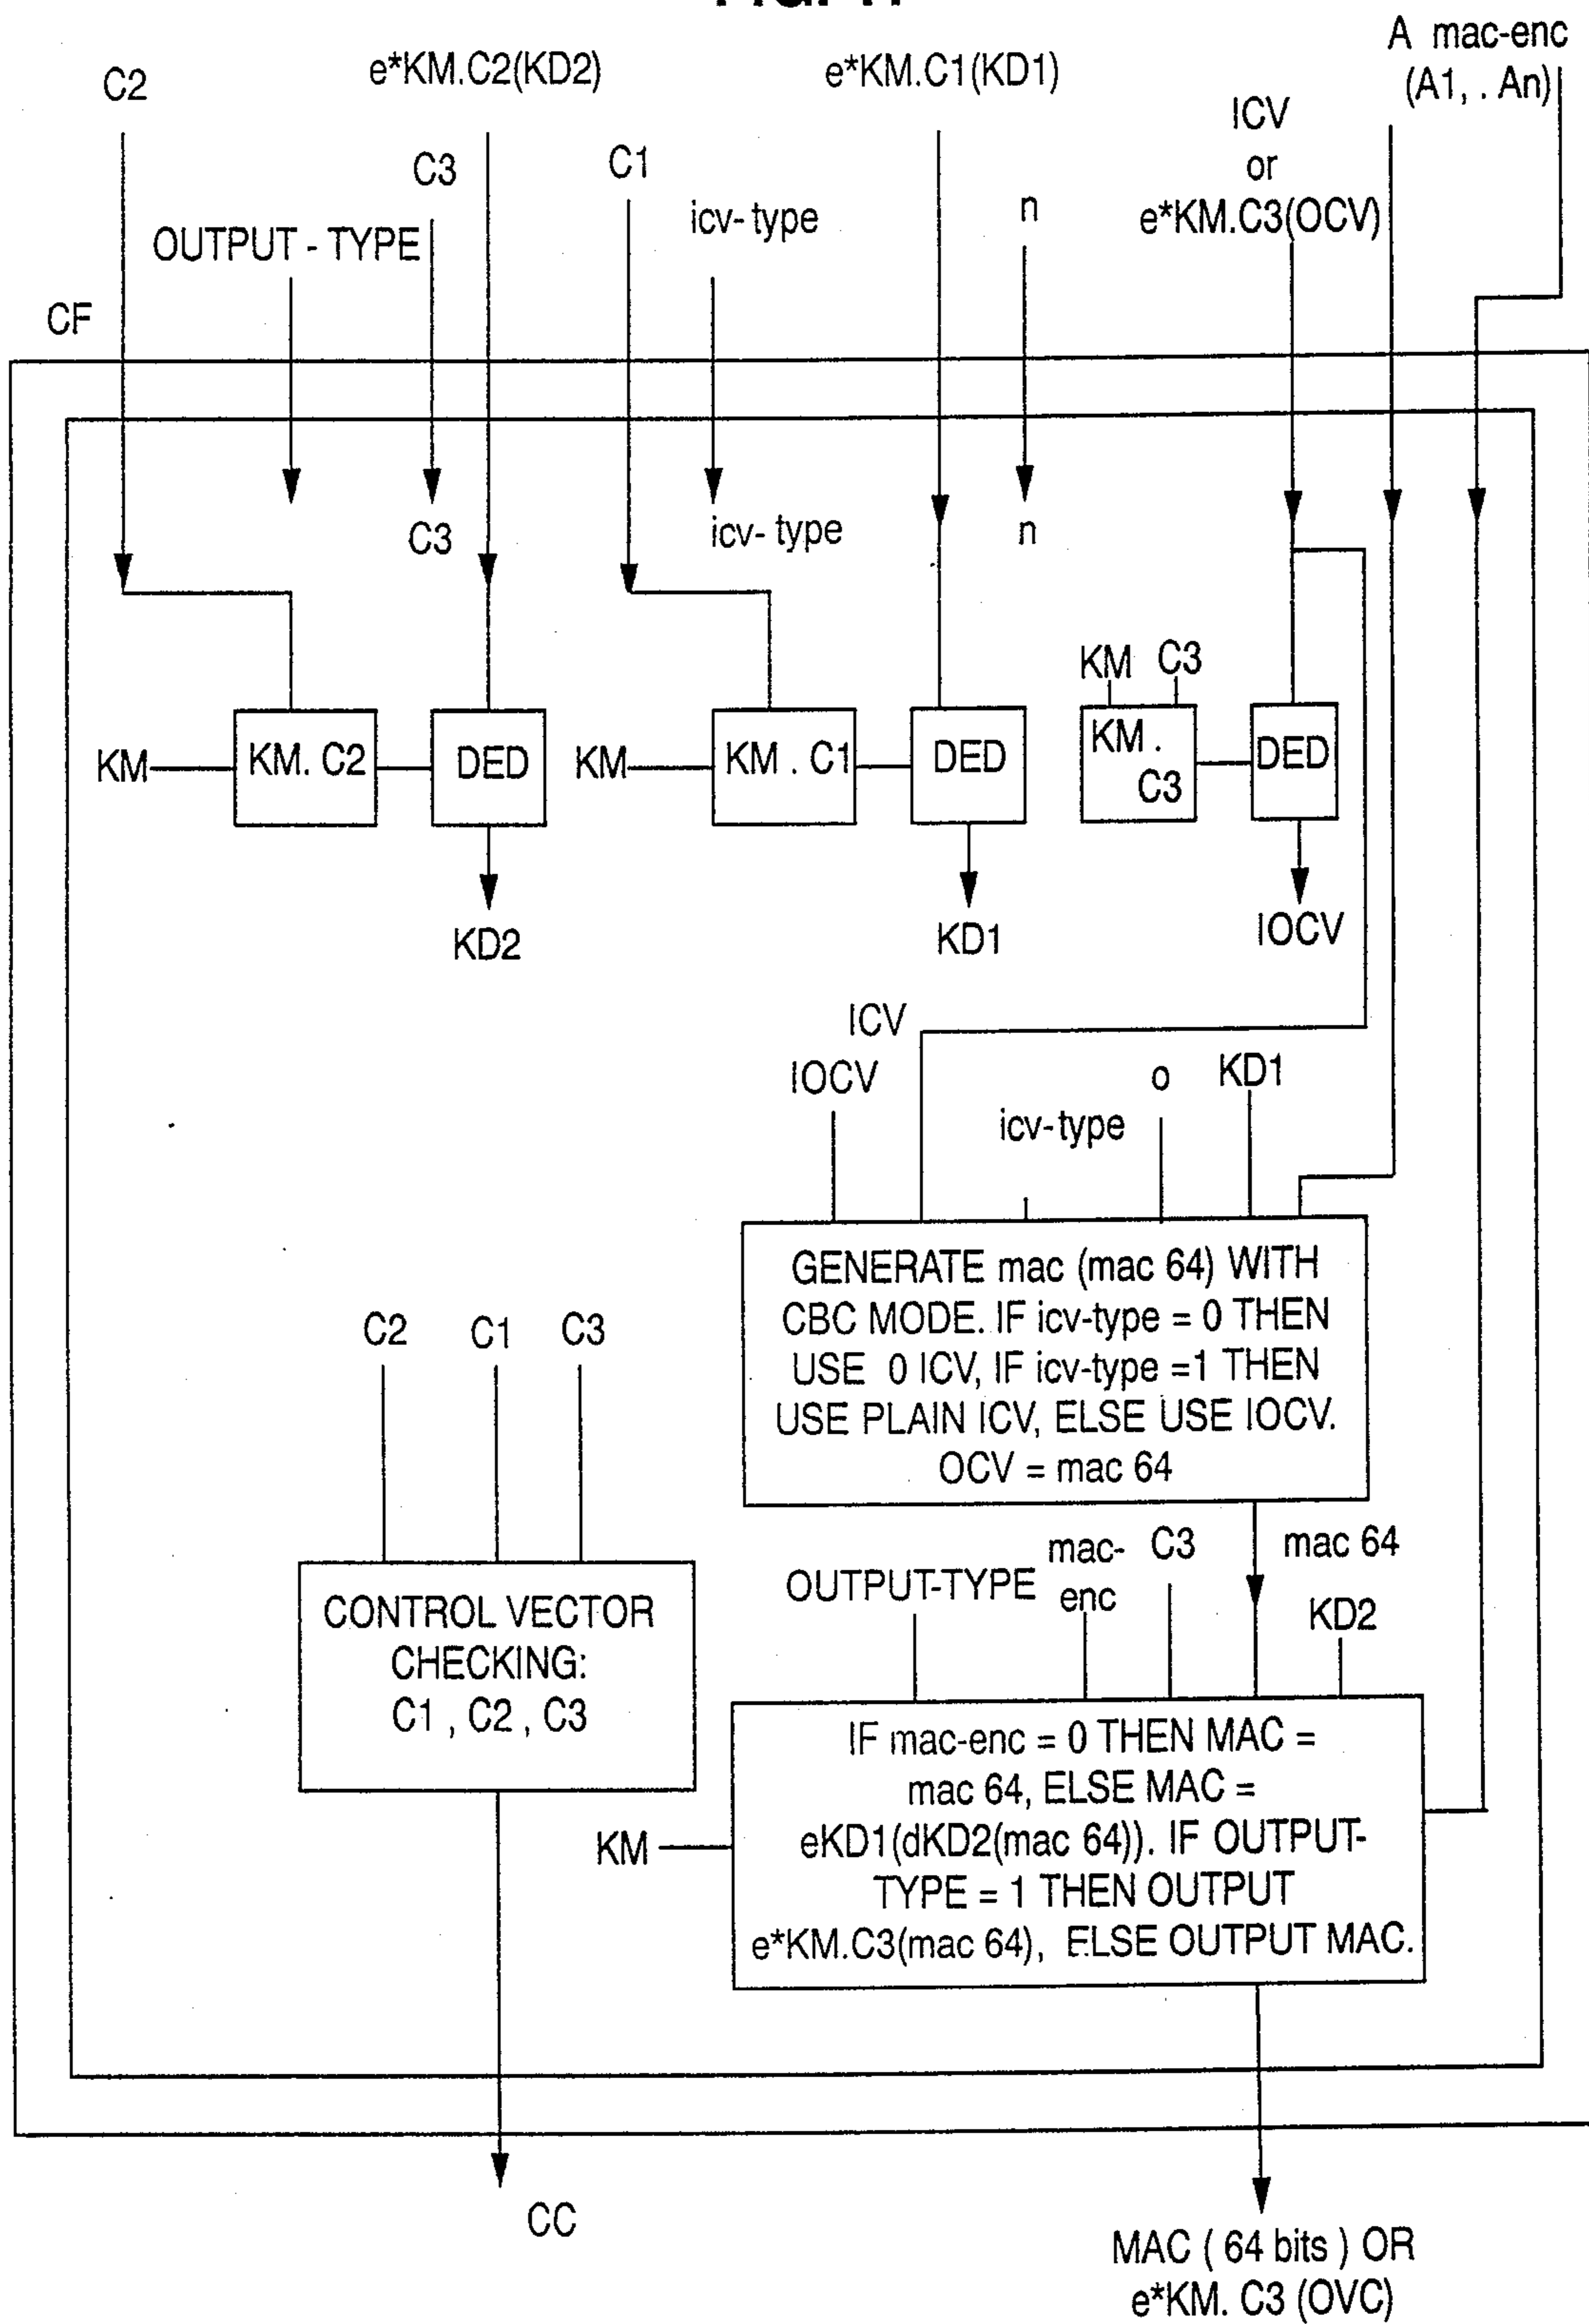 A mac-enc
(A1, . An)
C2
e*KM.C2(KD2)
e*KM.C1(KD1)
ICV
or
e*KM.C3(OCV)
C3
C1
icv-type
n
OUTPUT - TYPE
CF
C3
icv-type
n
KM C3
KM
KM. C2
DED
KM
KM . C1
DED
KM .
C3
DED
KD2
KD1
IOCV
ICV
IOCV
icv-type
o
KD1
GENERATE mac (mac 64) WITH
CBC MODE. IF icv-type = 0 THEN
USE 0 ICV, IF icv-type =1 THEN
USE PLAIN ICV, ELSE USE IOCV.
OCV = mac 64
C2
C1
C3
CONTROL VECTOR
CHECKING:
C1 , C2 , C3
OUTPUT-TYPE
mac-
enc
C3
mac 64
KD2
KM
IF mac-enc = 0 THEN MAC =
mac 64, ELSE MAC =
eKD1(dKD2(mac 64)). IF OUTPUT-
TYPE = 1 THEN OUTPUT
e*KM.C3(mac 64), ELSE OUTPUT MAC.
CC
MAC ( 64 bits ) OR
e*KM. C3 (OVC)